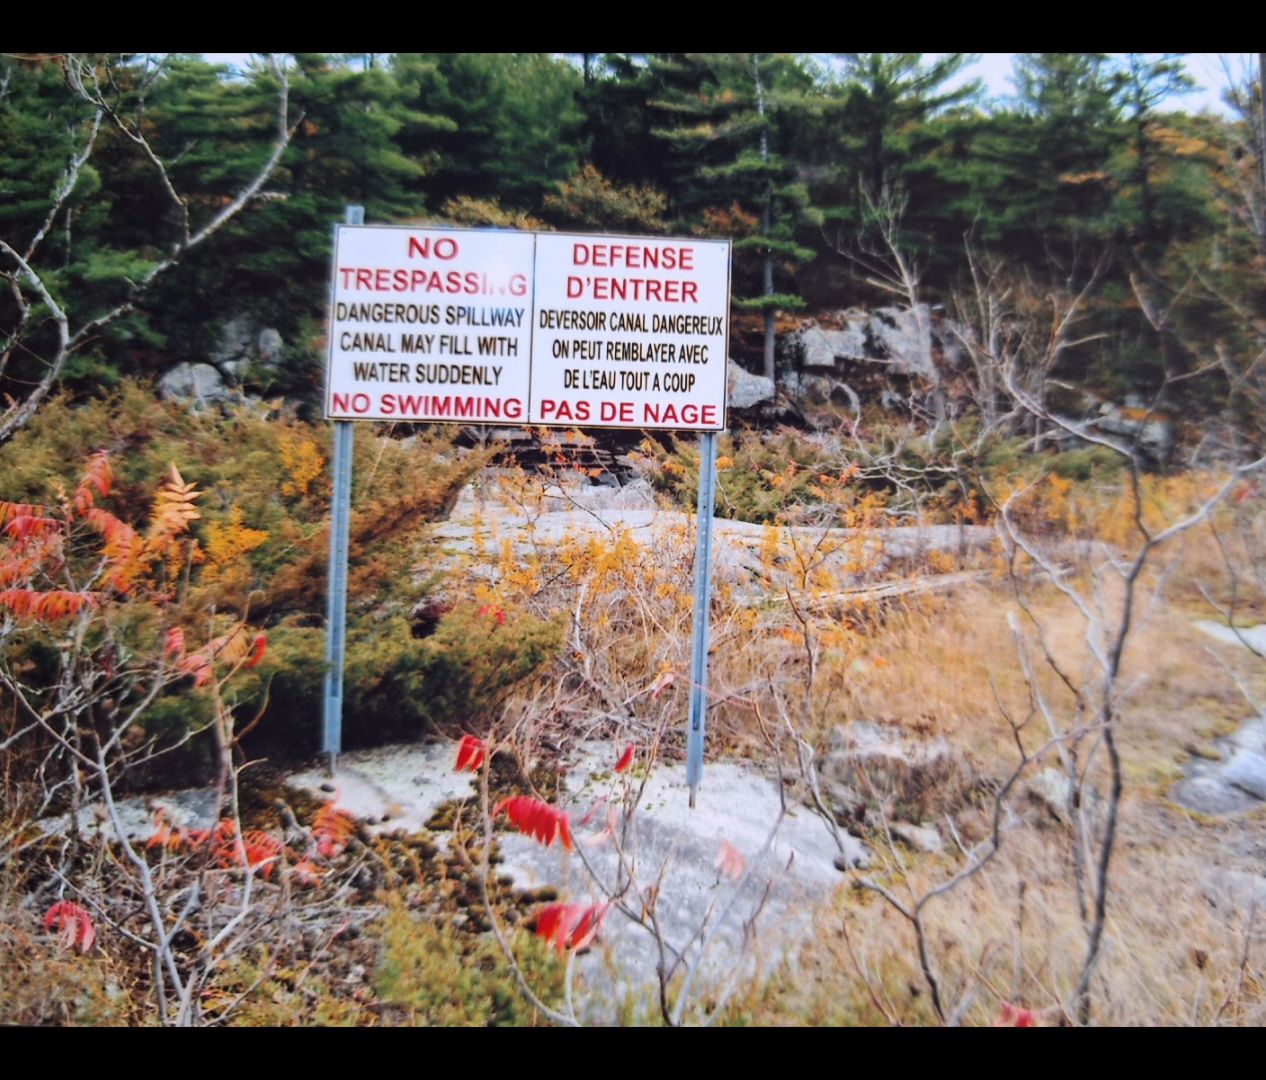 NO
TRESPASSING
DANGEROUS SPILLWAY
CANAL MAY FILL WITH
WATER SUDDENLY
NO SWIMMING
DEFENSE
D'ENTRER
DEVERSOIR CANAL DANGEREUX
ON PEUT REMBLAYER AVEC
DE L'EAU TOUT A COUP
PAS DE NAGE